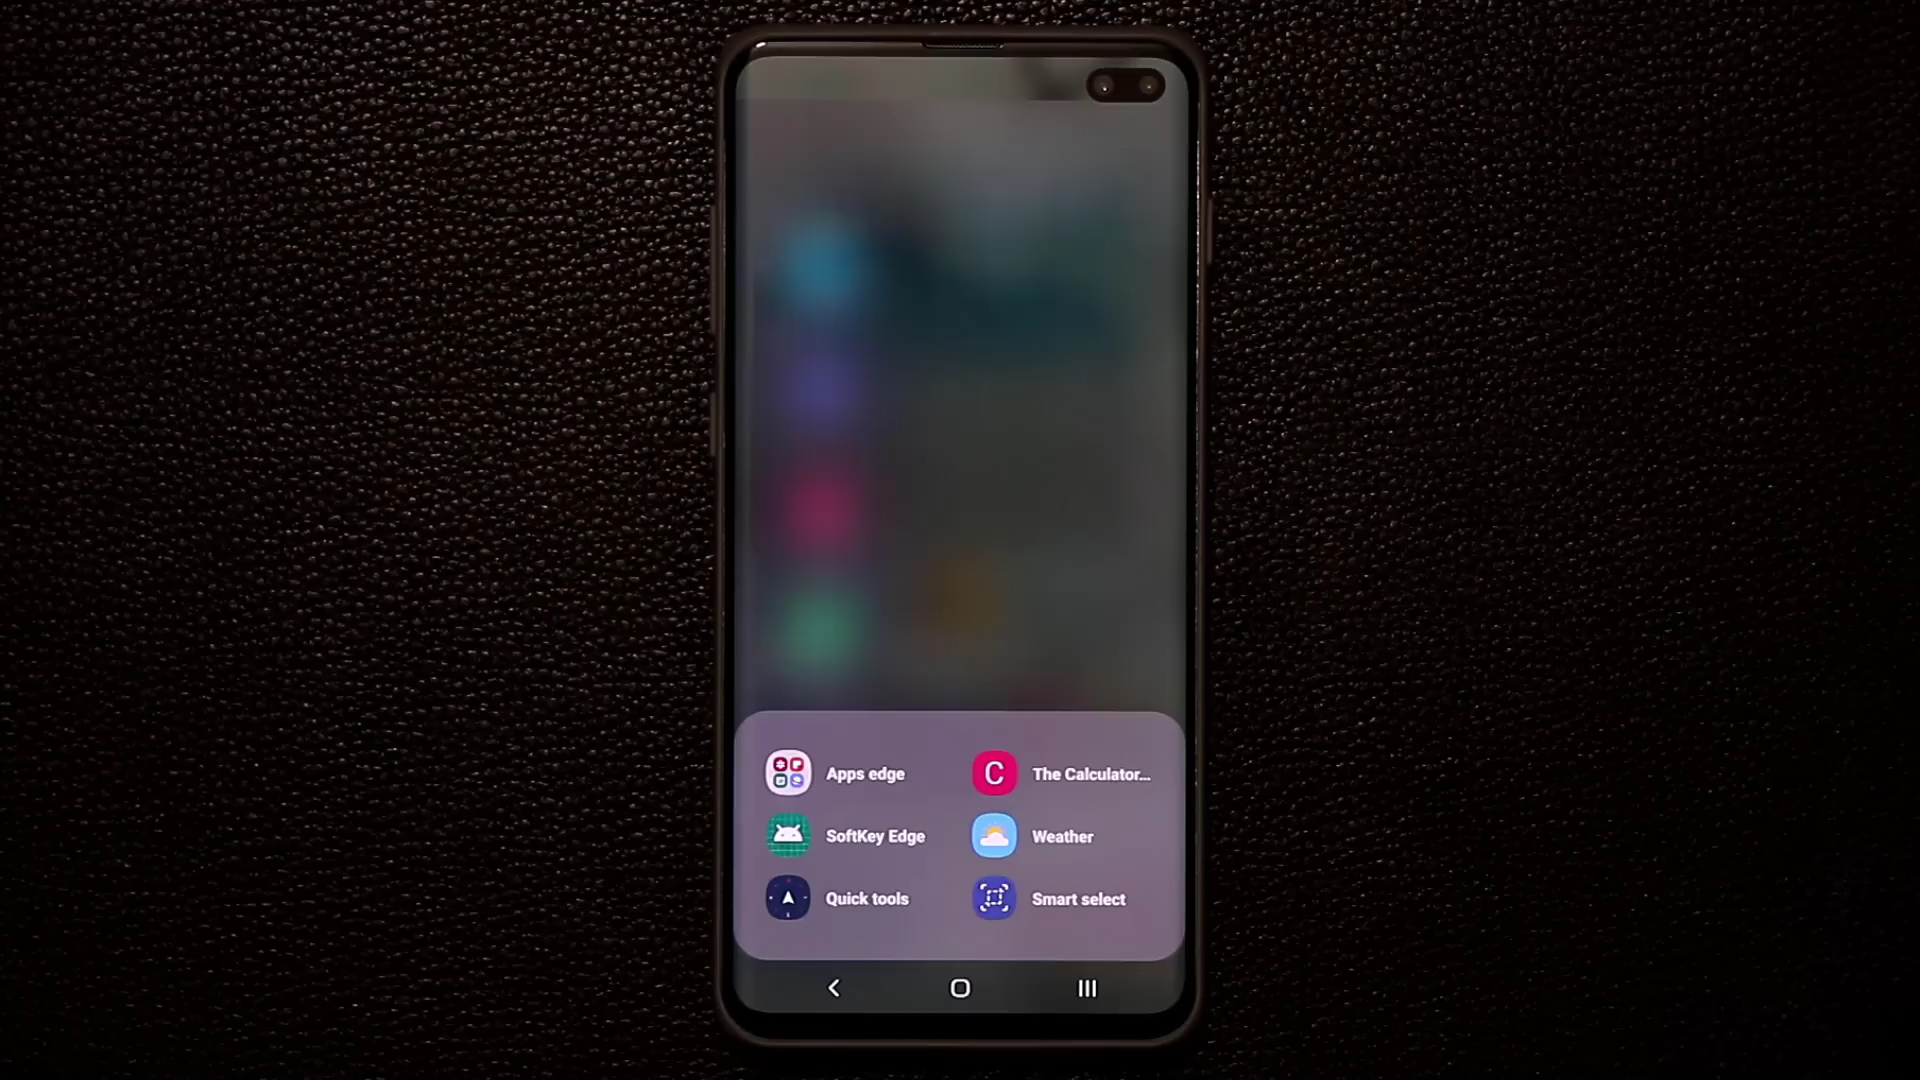 Apps edge
C
The Calculator...
SoftKey Edge
Weather
Quick tools
Smart select